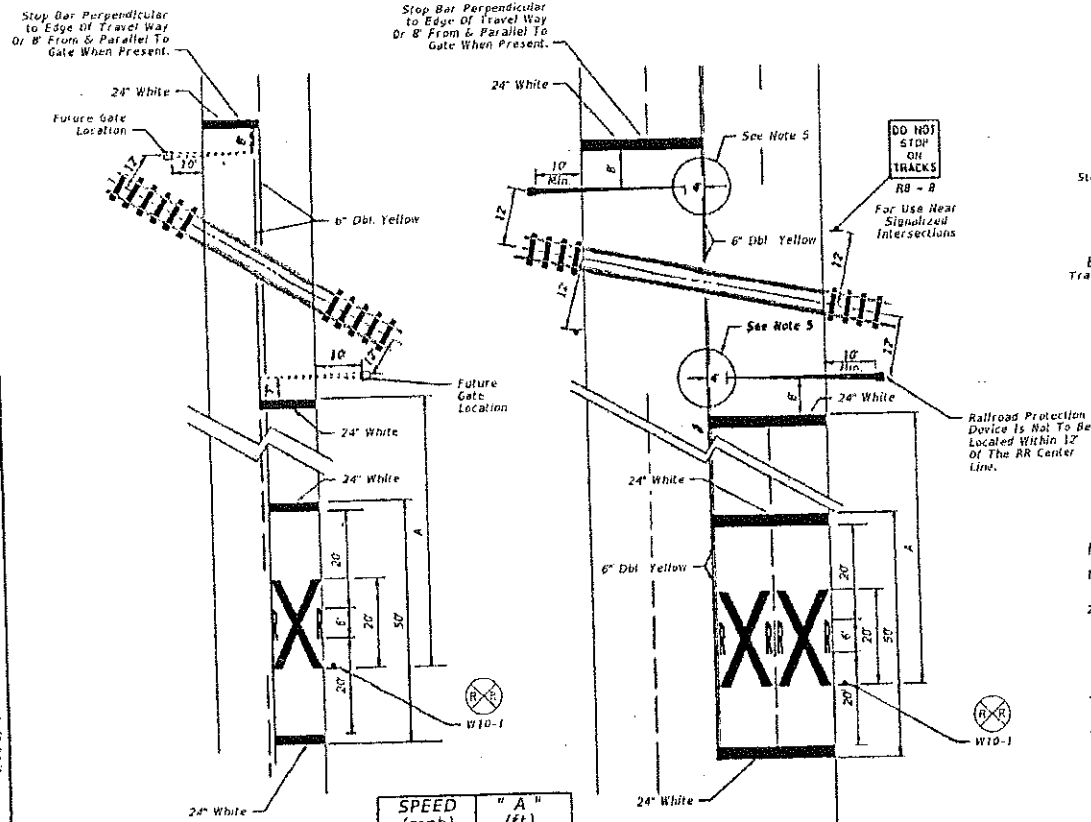 Stop Bar Perpendicular
to Edge Of Travel Way
Or 8' From & Parallel To
Gate When Present.
24" White
Future Gate
Location
8'
10'
12'
6" Dbl. Yellow
10'
12'
Future
Gate
Location
24" White
24" White
A
20'
R R
6'
20'
50'
20'
R R
W10-1
24" White
SPEED
(mph)
" A "
(ft)
Stop Bar Perpendicular
to Edge Of Travel Way
Or 8' From & Parallel To
Gate When Present.
24" White
See Note 5
10'
Min.
8'
4'
12'
6" Dbl Yellow
12'
DO NOT
STOP
ON
TRACKS
R8 - 8
For Use Near
Signalized
Intersections
12'
See Note 5
12'
10'
Min.
4'
24" White
Railroad Protection
Device Is Not To Be
Located Within 12'
Of The RR Center
Line.
24" White
6" Dbl Yellow
A
20'
R R R R
6'
20'
50'
20'
R R
W10-1
24" White